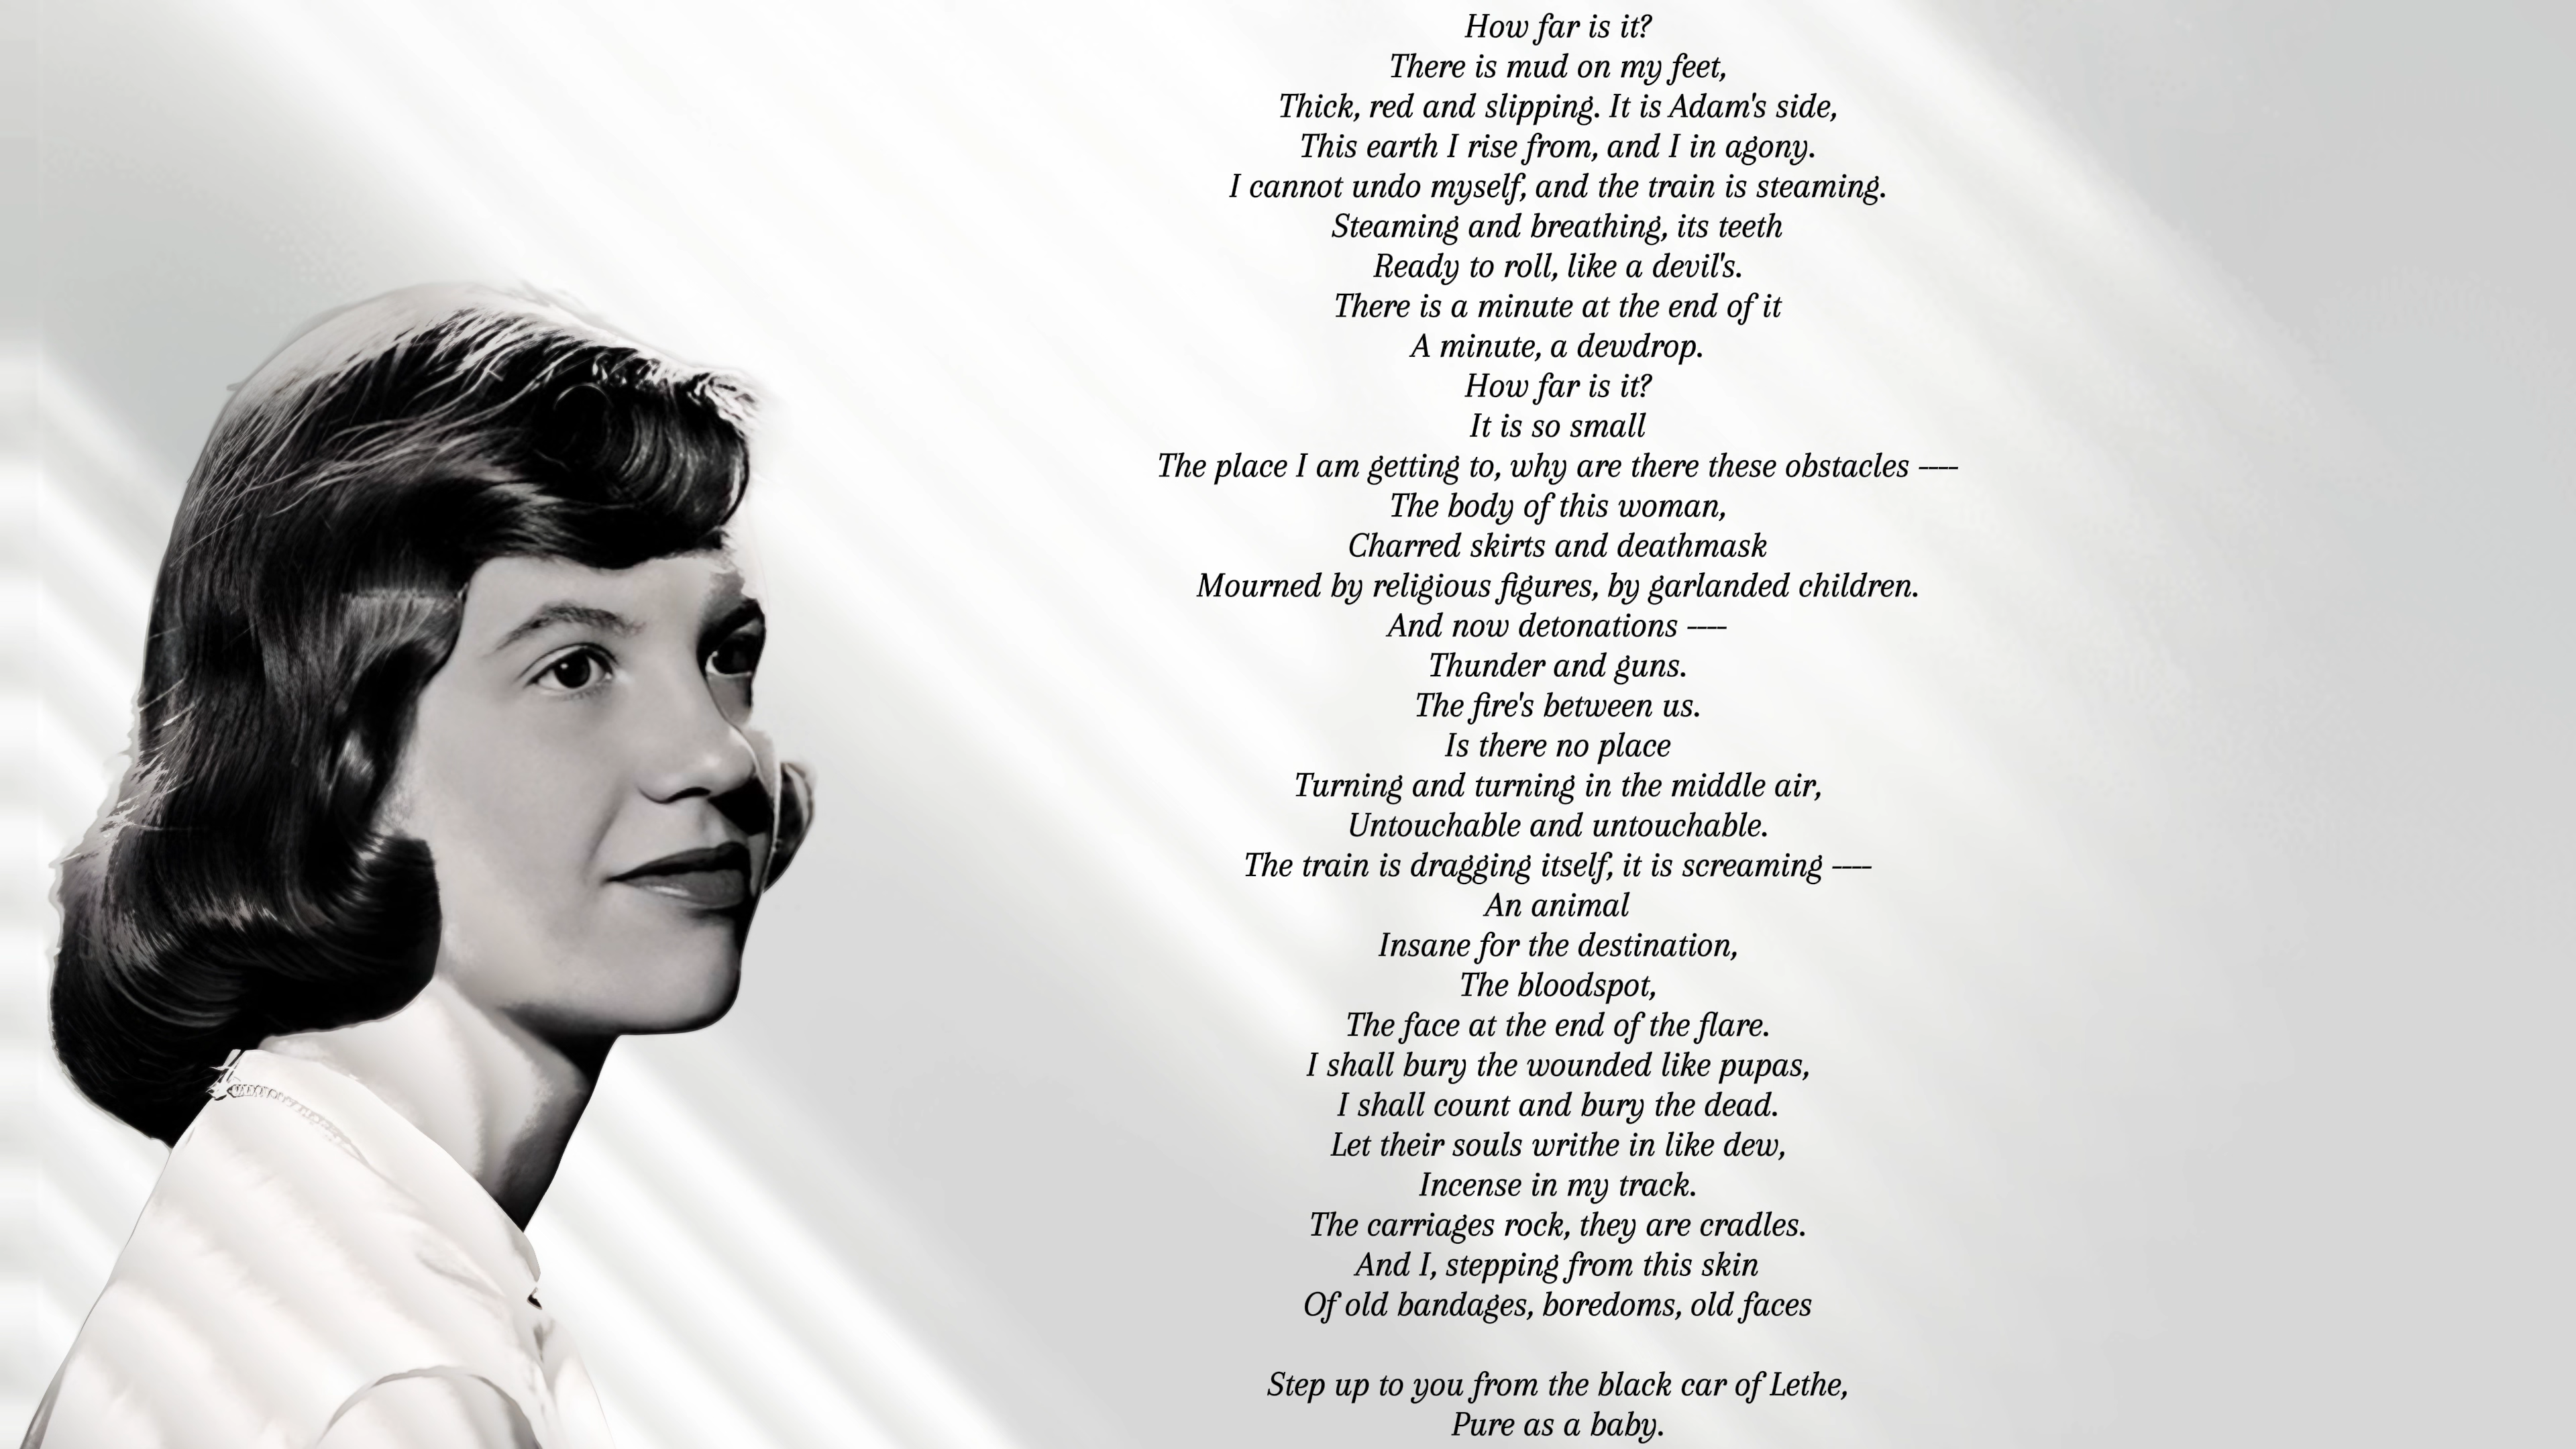 How far is it?
There is mud on my feet,
Thick, red and slipping. It is Adam's side,
This earth I rise from, and I in agony.
I cannot undo myself, and the train is steaming.
Steaming and breathing, its teeth
Ready to roll, like a devil's.
There is a minute at the end of it
A minute, a dewdrop.
How far is it?
It is so small
The place I am getting to, why are there these obstacles ----
The body of this woman,
Charred skirts and deathmask
Mourned by religious figures, by garlanded children.
And now detonations ----
Thunder and guns.
The fire's between us.
Is there no place
Turning and turning in the middle air,
Untouchable and untouchable.
The train is dragging itself, it is screaming ----
An animal
Insane for the destination,
The bloodspot,
The face at the end of the flare.
I shall bury the wounded like pupas,
I shall count and bury the dead.
Let their souls writhe in like dew,
Incense in my track.
The carriages rock, they are cradles.
And I, stepping from this skin
Of old bandages, boredoms, old faces
Step up to you from the black car of Lethe,
Pure as a baby.